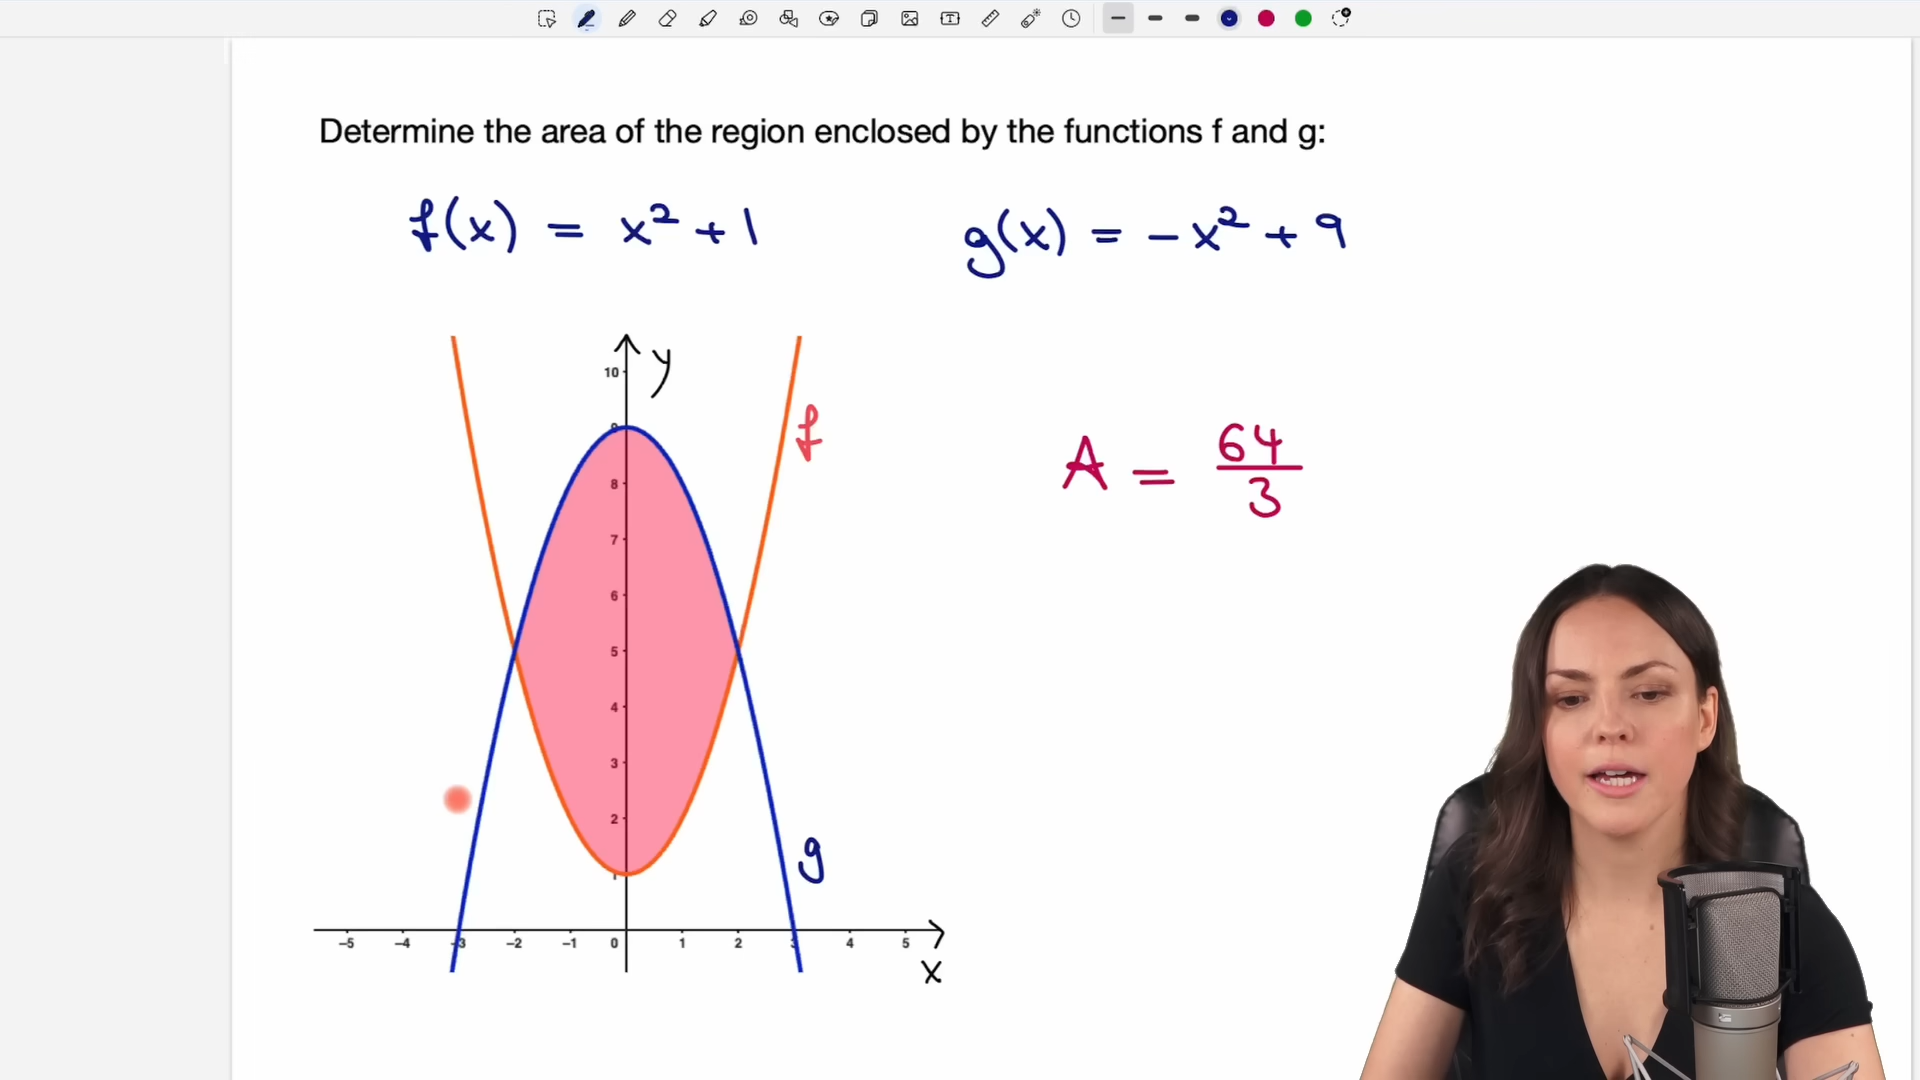 Determine the area of the region enclosed by the functions f and g:
f(x) = x² + 1
g(x) = -x² + 9
y
10
f
9
8
7
6
5
4
3
2
1
g
A = 64/3
-5 -4 -3 -2 -1 0 1 2 3 4 5
x